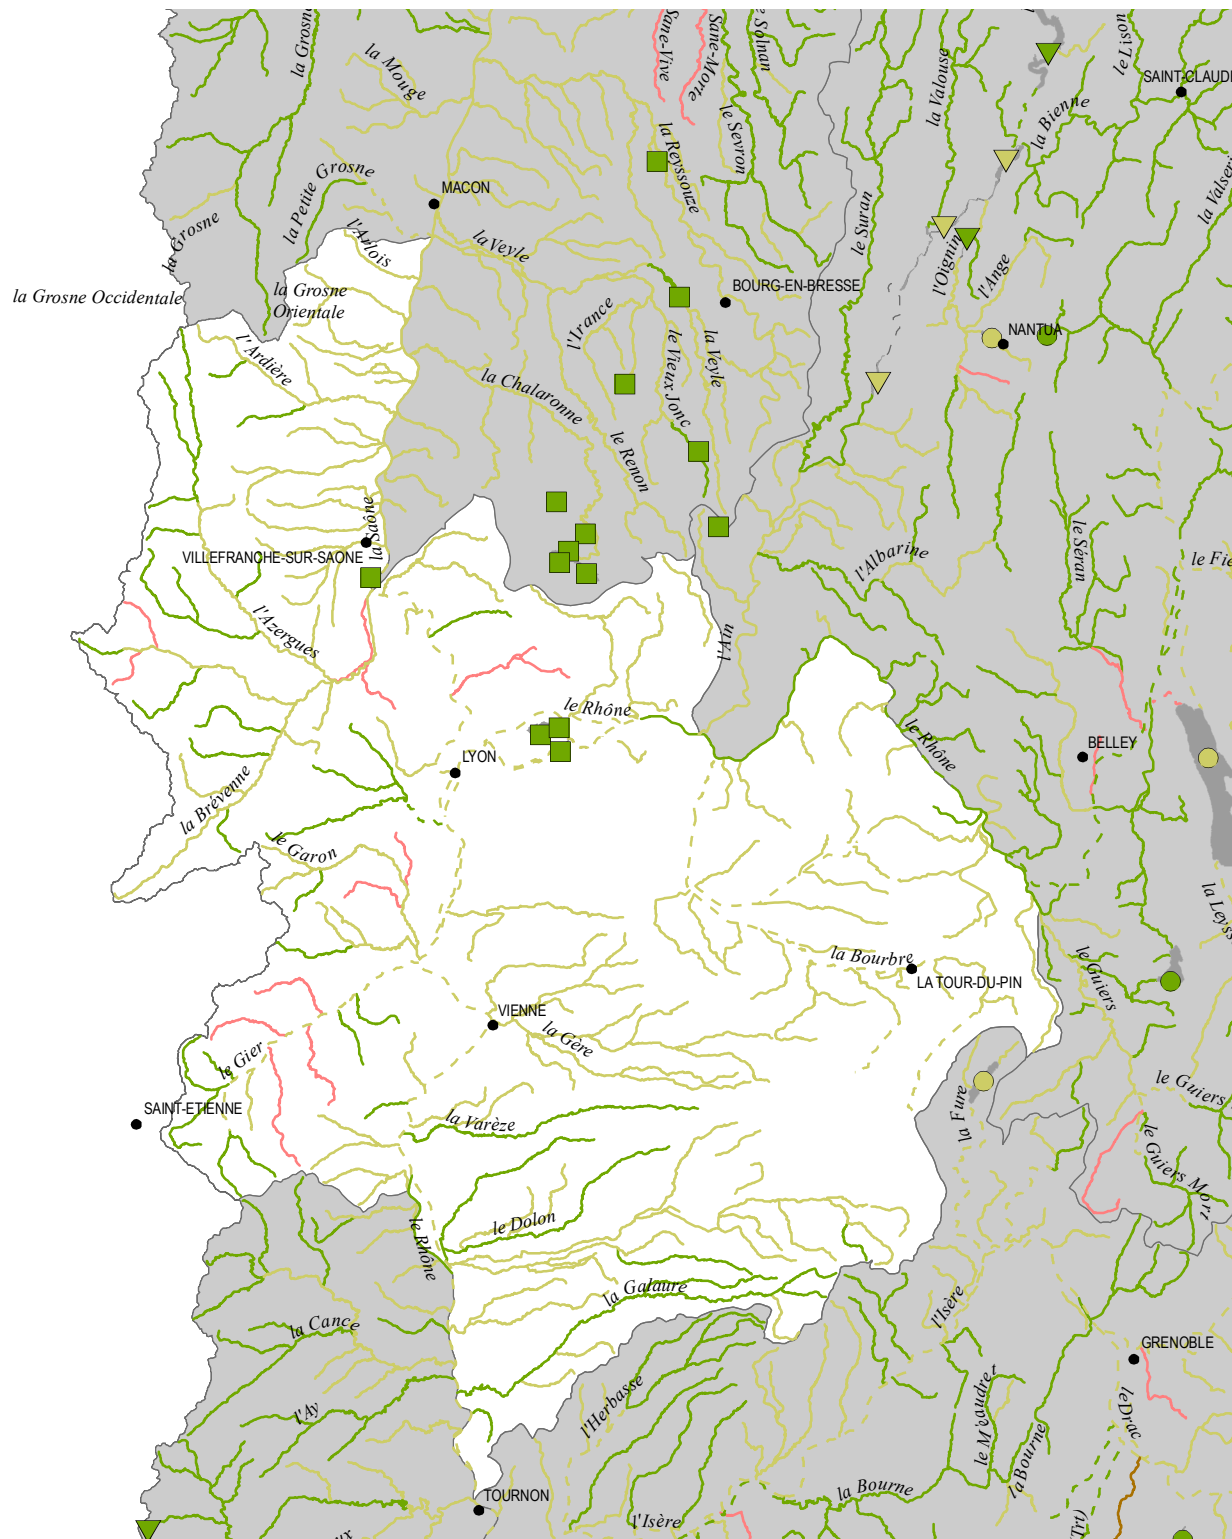 la Grosne
Sane-Vive
Sane-Morte
le Solnan
la Valouse
le Lison
SAINT-CLAUDE
la Mouge
la Reyssouze
le Sevron
la Bienne
la Valserine
la Petite Grosne
la Grosne
MACON
l'Arlois
la Veyle
le Suran
l'Oignin
l'Ange
la Grosne Occidentale
la Grosne
Orientale
BOURG-EN-BRESSE
l'Irance
le Vieux Jonc
la Veyle
NANTUA
l'Ardière
la Chalaronne
le Renon
la Saône
VILLEFRANCHE-SUR-SAONE
l'Albarine
le Séran
le Fier
l'Azergues
l'Ain
le Rhône
le Rhône
BELLEY
LYON
la Brévenne
le Garon
la Leysse
la Bourbre
LA TOUR-DU-PIN
le Guiers
VIENNE
la Gère
le Gier
la Fure
le Guiers
SAINT-ETIENNE
la Varèze
le Guiers Mort
le Dolon
le Rhône
la Galaure
l'Isère
la Cance
GRENOBLE
l'Herbasse
le Méaudret
le Drac
l'Ay
la Bourne
la Bourne
TOURNON
l'Isère